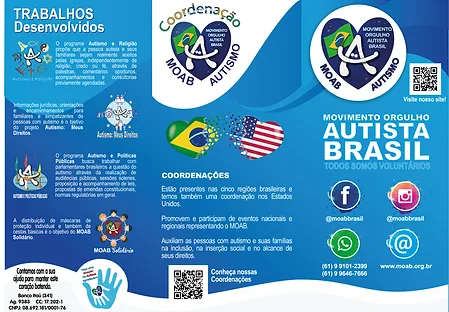 TRABALHOS
Desenvolvidos
O programa Autismo e Religião
propõe que a pessoa autista e seus
familiares sejam realmente aceitos
pelas igrejas, independentemente de
religião, credo ou fé, através de
palestras, comentários oportunos,
acompanhamentos e consultorias
previamente agendadas.
Autismo e Religião
Informações jurídicas, orientações
e encaminhamentos para
familiares e simpatizantes de
pessoas com autismo é o bjetivo
do projeto Autismo: Meus
Direitos.
Autismo: Meus Direitos
O programa Autismo e Políticas
Públicas busca trabalhar com
parlamentares brasileiros a questão do
autismo através da realização de
audiências públicas, sessões solenes,
proposição e acompanhamento de leis,
propostas de emendas constitucionais,
normas regulatórias em geral.
AUTISMO E POLÍTICAS PÚBLICAS
A distribuição de máscaras de
proteção individual e também de
cestas básicas é o objetivo do MOAB
Solidário.
MOAB Solidário
Contamos com a sua
ajuda para manter este
coração batendo.
Banco Itaú (341)
Ag. 9383 CC: 17.202-1
CNPJ: 08.692.181/0001-76
Coordenação
MOVIMENTO
ORGULHO
AUTISTA
BRASIL
MOAB AUTISMO
COORDENAÇÕES
Estão presentes nas cinco regiões brasileiras e
temos também uma coordenação nos Estados
Unidos.
Promovem e participam de eventos nacionais e
regionais representando o MOAB.
Auxiliam as pessoas com autismo e suas famílias
na inclusão, na inserção social e no alcance de
seus direitos.
Conheça nossas
Coordenações
MOVIMENTO
ORGULHO
AUTISTA
BRASIL
MOAB AUTISMO
Visite nosso site!
MOVIMENTO ORGULHO
AUTISTA
BRASIL
TODOS SOMOS VOLUNTÁRIOS
@moabbrasil
@moabbrasil
(61) 9 9101-2399
(61) 9 9646-7666
www.moab.org.br